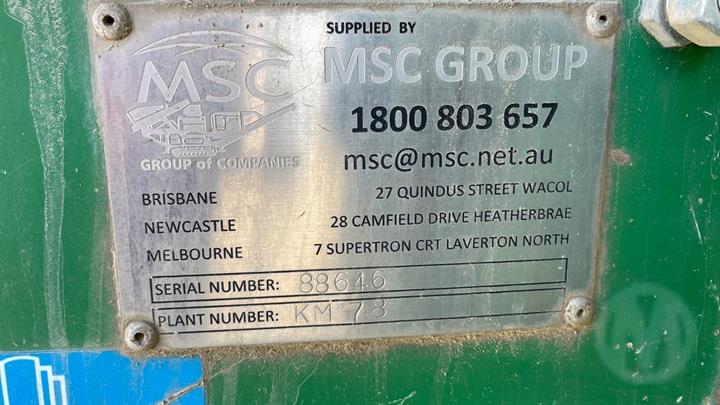 SUPPLIED BY
MSC GROUP
MSC
GROUP of COMPANIES
1800 803 657
msc@msc.net.au
BRISBANE 27 QUINDUS STREET WACOL
NEWCASTLE 28 CAMFIELD DRIVE HEATHERBRAE
MELBOURNE 7 SUPERTRON CRT LAVERTON NORTH
SERIAL NUMBER: 88646
PLANT NUMBER: KM 78
M